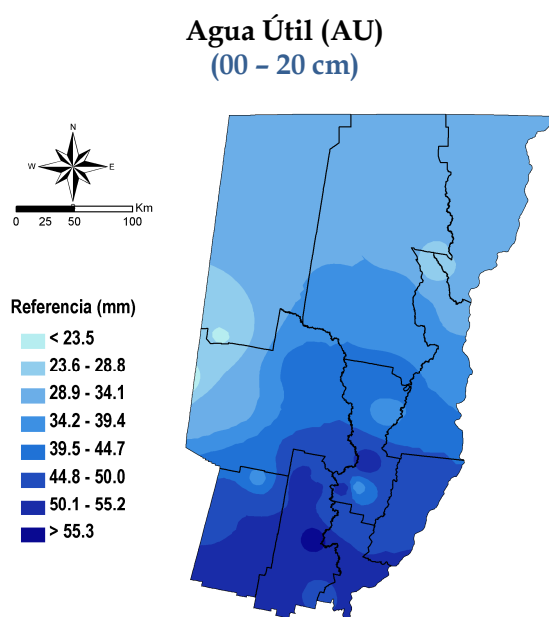 Agua Útil (AU)
(00 – 20 cm)
N
W E
S
Km
0 25 50 100
Referencia (mm)
< 23.5
23.6 - 28.8
28.9 - 34.1
34.2 - 39.4
39.5 - 44.7
44.8 - 50.0
50.1 - 55.2
> 55.3